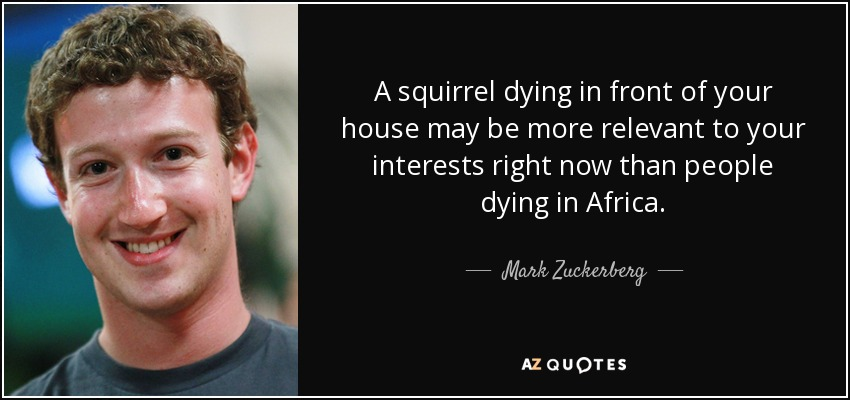 A squirrel dying in front of your
house may be more relevant to your
interests right now than people
dying in Africa.
Mark Zuckerberg
AZ QUOTES